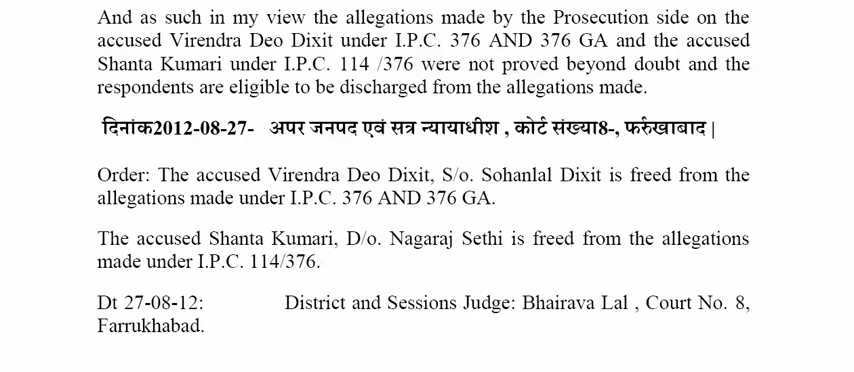 And as such in my view the allegations made by the Prosecution side on the
accused Virendra Deo Dixit under I.P.C. 376 AND 376 GA and the accused
Shanta Kumari under I.P.C. 114 /376 were not proved beyond doubt and the
respondents are eligible to be discharged from the allegations made.
दिनांक2012-08-27- अपर जनपद एवं सत्र न्यायाधीश , कोर्ट संख्या8-, फर्रुखाबाद |
Order: The accused Virendra Deo Dixit, S/o. Sohanlal Dixit is freed from the
allegations made under I.P.C. 376 AND 376 GA.
The accused Shanta Kumari, D/o. Nagaraj Sethi is freed from the allegations
made under I.P.C. 114/376.
Dt 27-08-12: District and Sessions Judge: Bhairava Lal , Court No. 8,
Farrukhabad.